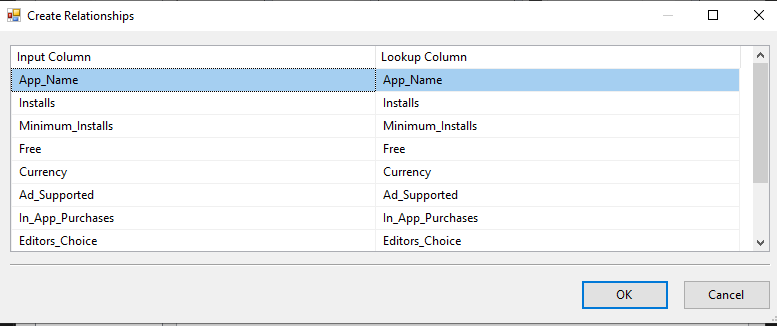 Create Relationships
Input Column Lookup Column
App_Name App_Name
Installs Installs
Minimum_Installs Minimum_Installs
Free Free
Currency Currency
Ad_Supported Ad_Supported
In_App_Purchases In_App_Purchases
Editors_Choice Editors_Choice
OK Cancel